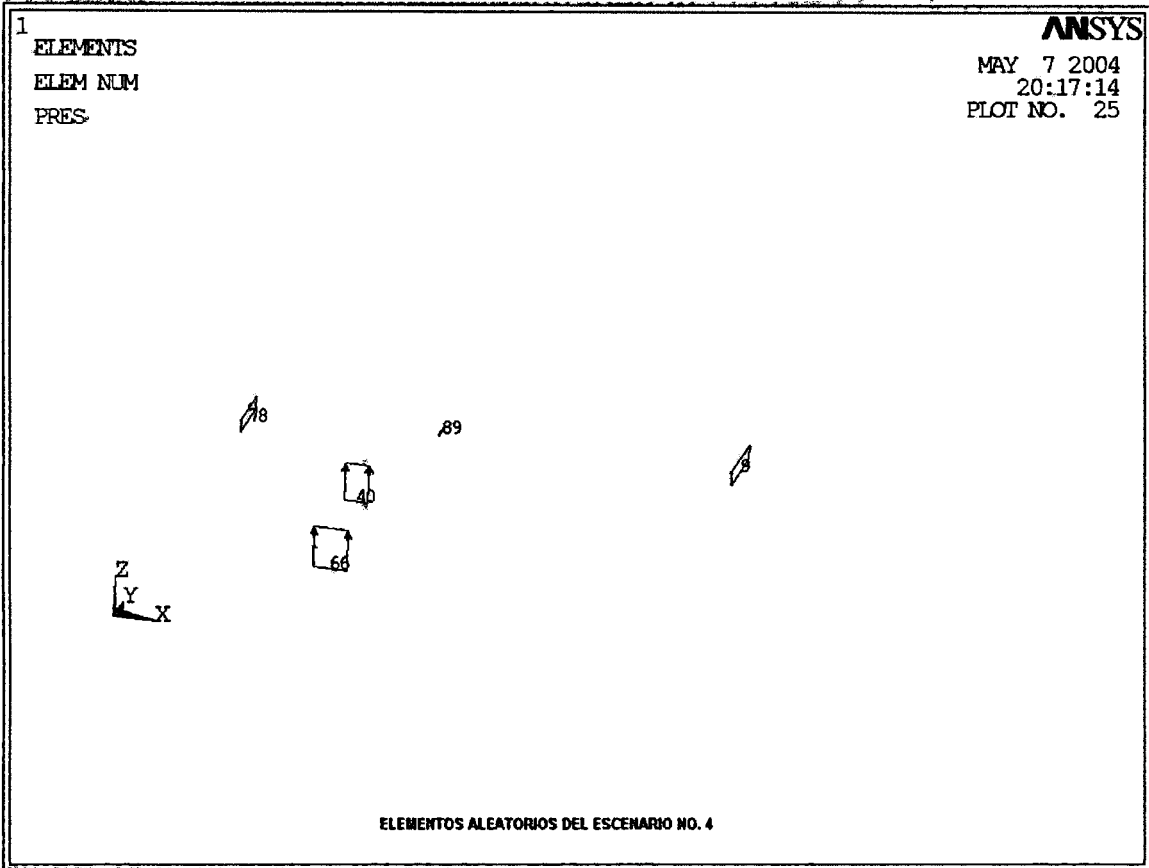 1
ELEMENTS
ELEM NUM
PRES
ANSYS
MAY 7 2004
20:17:14
PLOT NO. 25
89
40
66
Z
Y
X
ELEMENTOS ALEATORIOS DEL ESCENARIO NO. 4